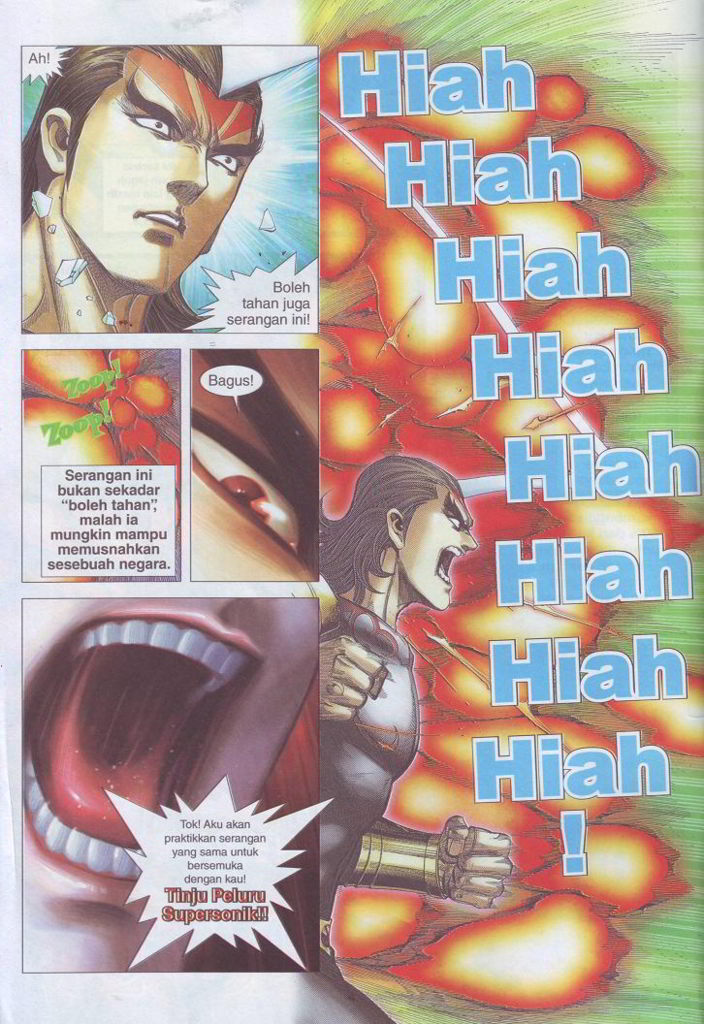 Ah!
Boleh
tahan juga
serangan ini!
Zoop!
Zoop!
Serangan ini
bukan sekadar
"boleh tahan",
malah ia
mungkin mampu
memusnahkan
sesebuah negara.
Bagus!
Tok! Aku akan
praktikkan serangan
yang sama untuk
bersemuka
dengan kau!
Tinju Peluru
Supersonik!!
Hiah
Hiah
Hiah
Hiah
Hiah
Hiah
Hiah
Hiah
!